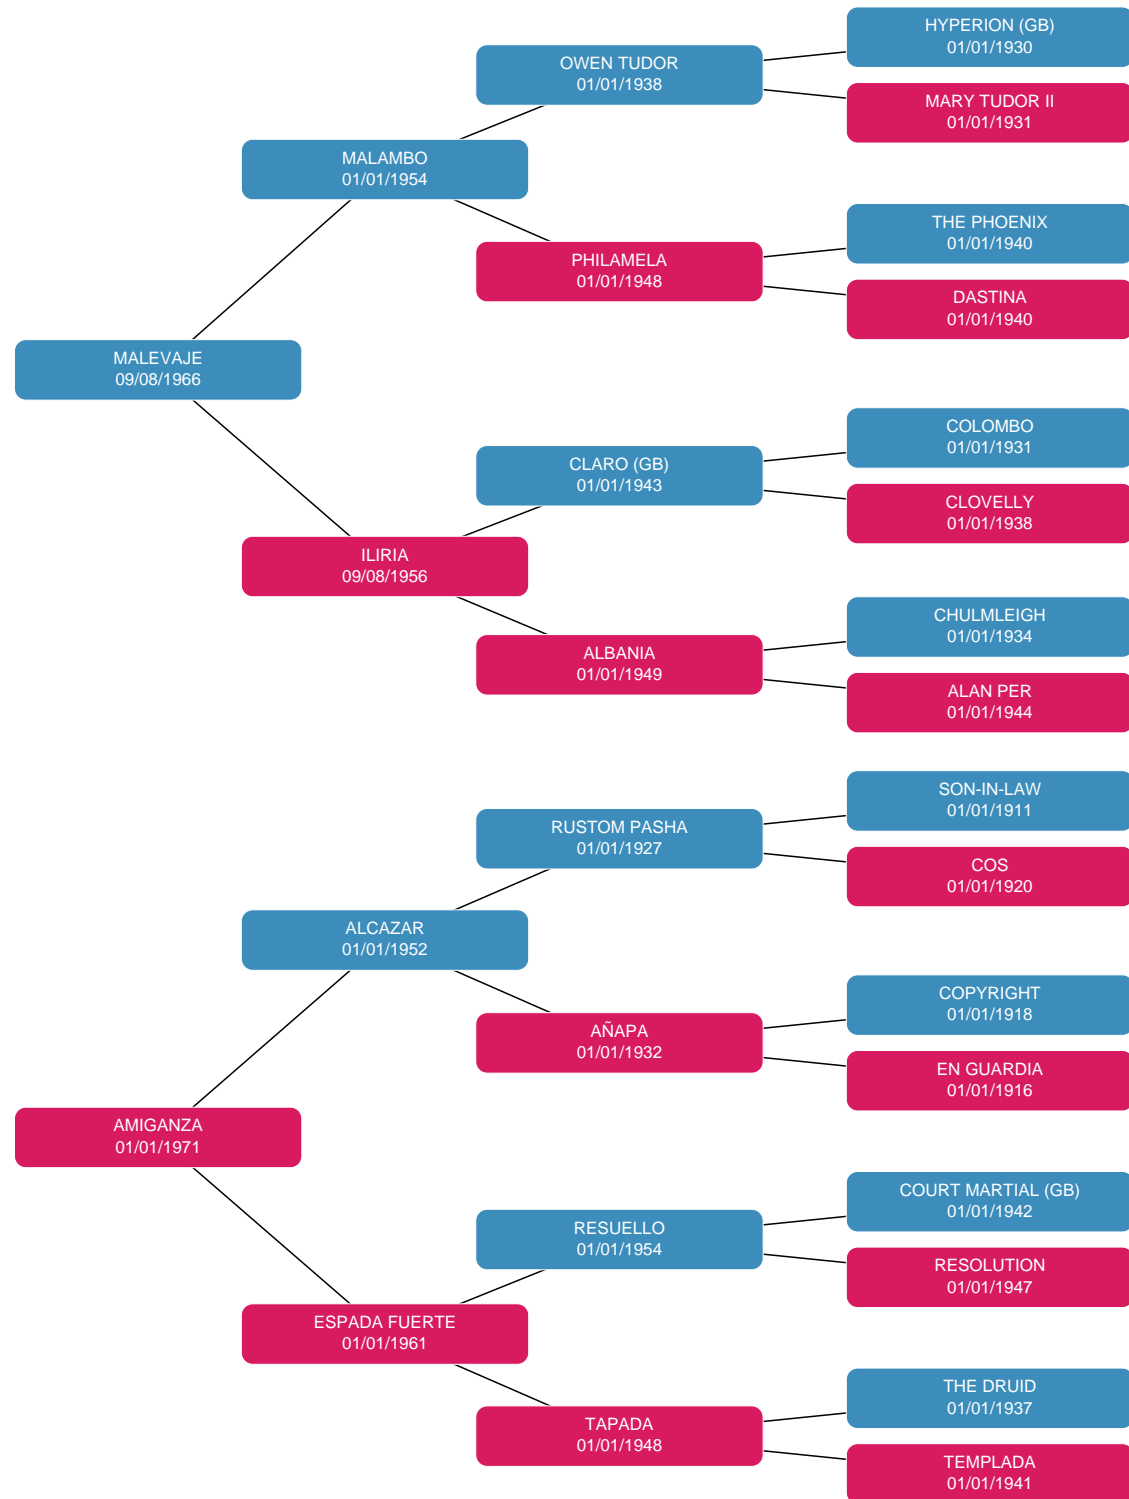 HYPERION (GB)
01/01/1930
OWEN TUDOR
01/01/1938
MARY TUDOR II
01/01/1931
MALAMBO
01/01/1954
THE PHOENIX
01/01/1940
PHILAMELA
01/01/1948
DASTINA
01/01/1940
MALEVAJE
09/08/1966
COLOMBO
01/01/1931
CLARO (GB)
01/01/1943
CLOVELLY
01/01/1938
ILIRIA
09/08/1956
CHULMLEIGH
01/01/1934
ALBANIA
01/01/1949
ALAN PER
01/01/1944
SON-IN-LAW
01/01/1911
RUSTOM PASHA
01/01/1927
COS
01/01/1920
ALCAZAR
01/01/1952
COPYRIGHT
01/01/1918
AÑAPA
01/01/1932
EN GUARDIA
01/01/1916
AMIGANZA
01/01/1971
COURT MARTIAL (GB)
01/01/1942
RESUELLO
01/01/1954
RESOLUTION
01/01/1947
ESPADA FUERTE
01/01/1961
THE DRUID
01/01/1937
TAPADA
01/01/1948
TEMPLADA
01/01/1941